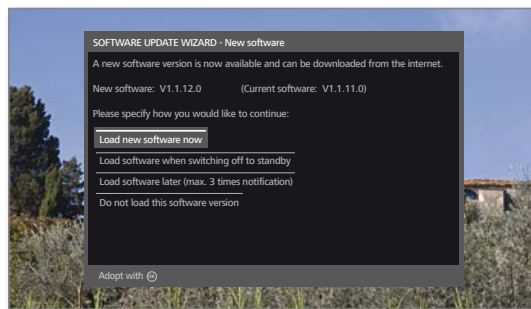 SOFTWARE UPDATE WIZARD - New software
A new software version is now available and can be downloaded from the internet.
New software: V1.1.12.0 (Current software: V1.1.11.0)
Please specify how you would like to continue:
Load new software now
Load software when switching off to standby
Load software later (max. 3 times notification)
Do not load this software version
Adopt with OK